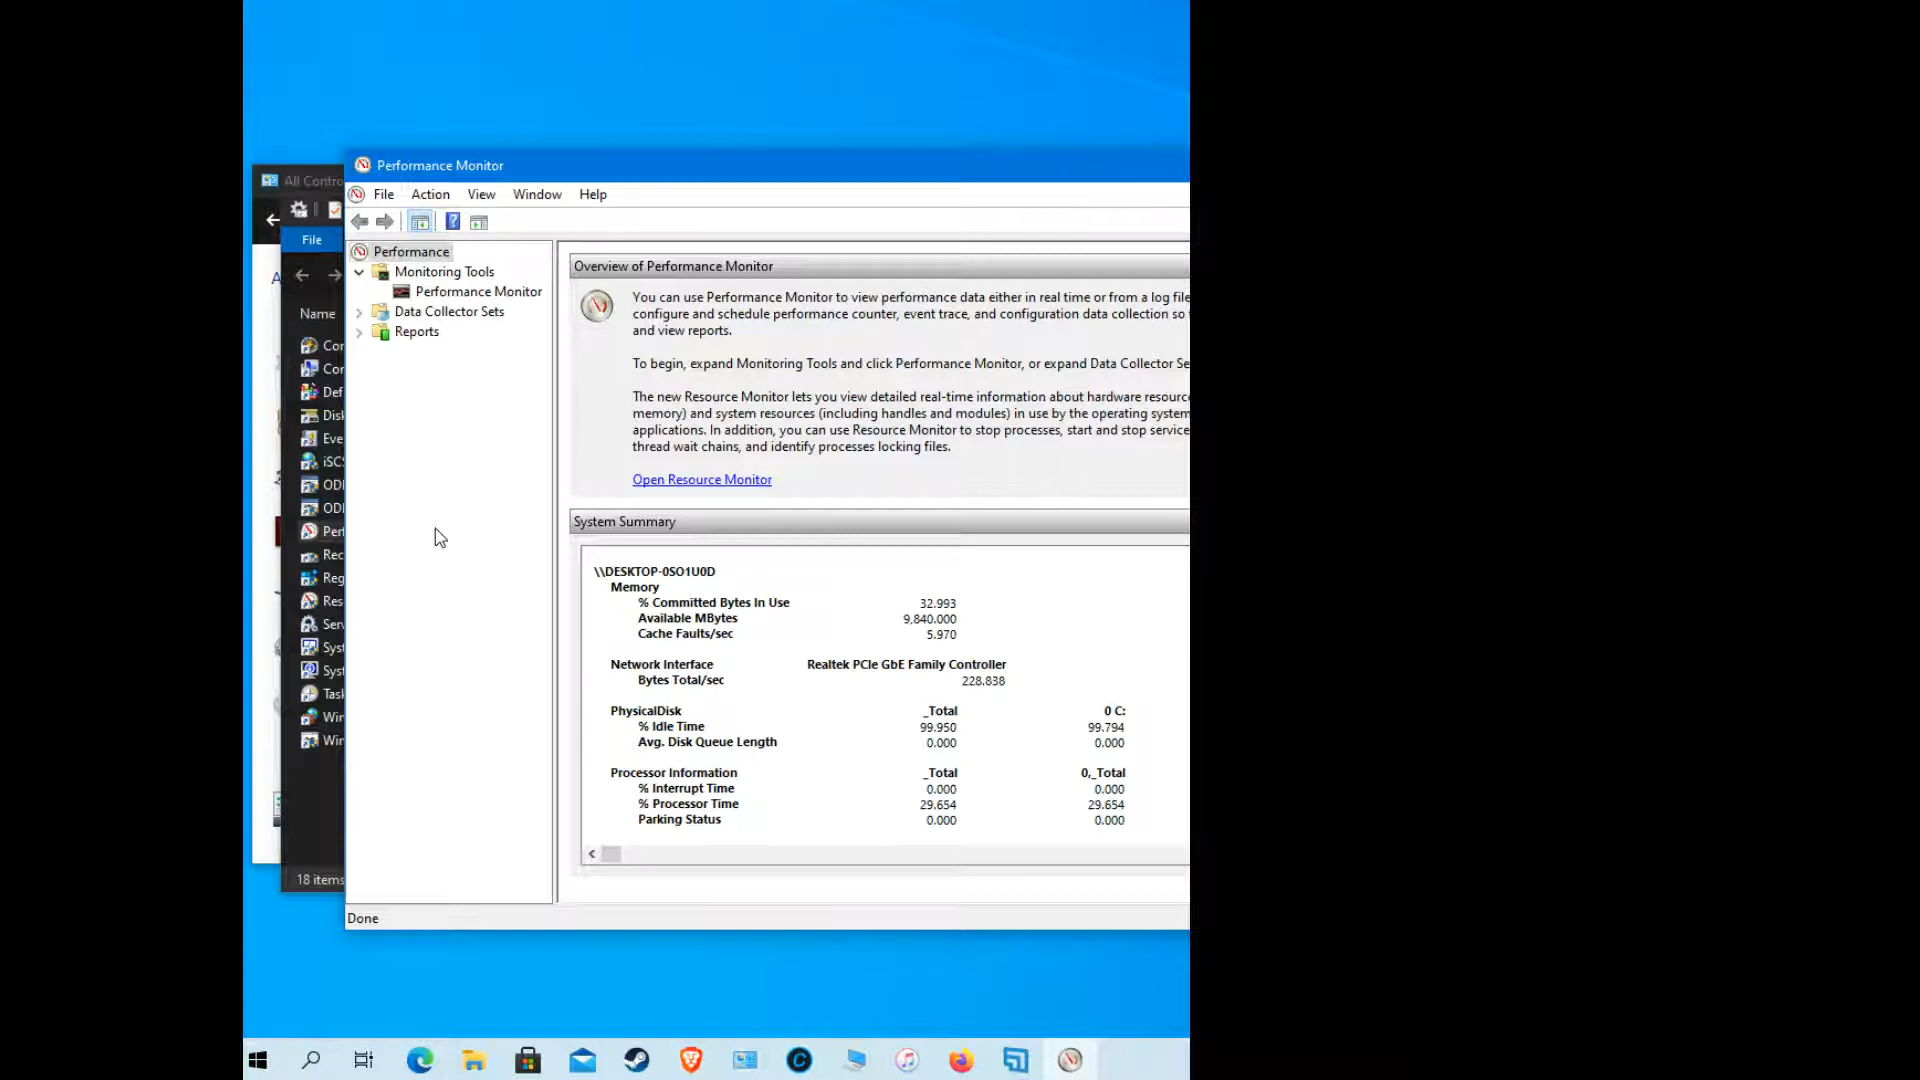 Performance Monitor
All Contro
File Action View Window Help
File
Performance
Monitoring Tools
Performance Monitor
Data Collector Sets
Reports
Name
Cor
Cor
Def
Disk
Eve
iSCS
ODI
ODI
Perf
Rec
Reg
Res
Serv
Syst
Syst
Task
Win
Win
18 items
Overview of Performance Monitor
You can use Performance Monitor to view performance data either in real time or from a log file
configure and schedule performance counter, event trace, and configuration data collection so
and view reports.
To begin, expand Monitoring Tools and click Performance Monitor, or expand Data Collector Se
The new Resource Monitor lets you view detailed real-time information about hardware resourc
memory) and system resources (including handles and modules) in use by the operating system
applications. In addition, you can use Resource Monitor to stop processes, start and stop service
thread wait chains, and identify processes locking files.
Open Resource Monitor
System Summary
\\DESKTOP-0SO1U0D
Memory
% Committed Bytes In Use 32.993
Available MBytes 9,840.000
Cache Faults/sec 5.970
Network Interface Realtek PCIe GbE Family Controller
Bytes Total/sec 228.838
PhysicalDisk _Total 0 C:
% Idle Time 99.950 99.794
Avg. Disk Queue Length 0.000 0.000
Processor Information _Total 0,_Total
% Interrupt Time 0.000 0.000
% Processor Time 29.654 29.654
Parking Status 0.000 0.000
Done